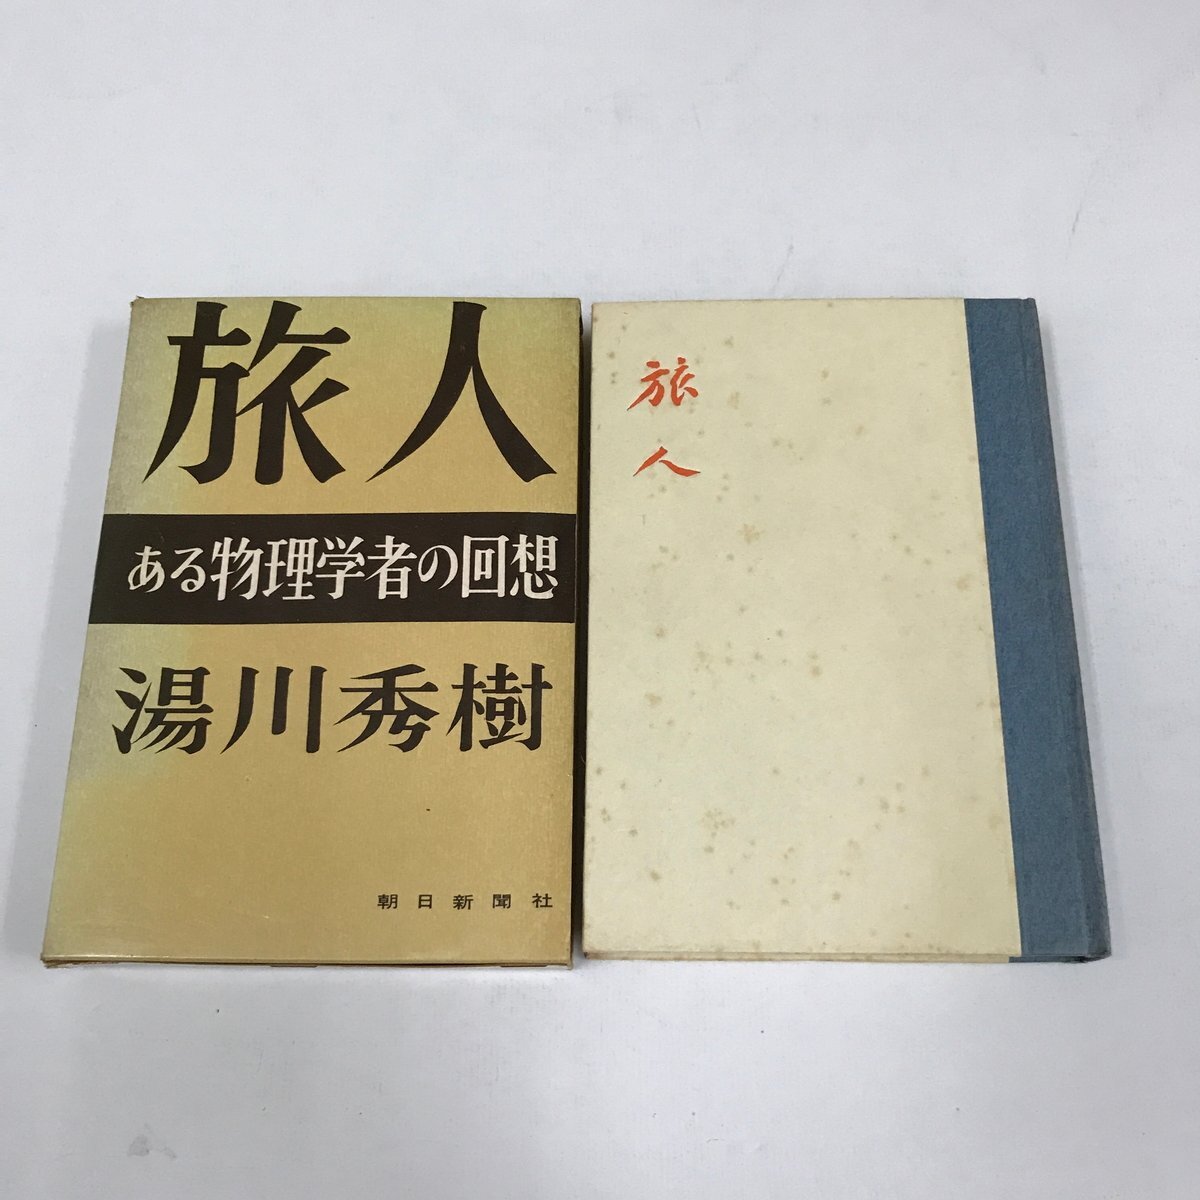 旅人
ある物理学者の回想
湯川秀樹
朝日新聞社
旅
人